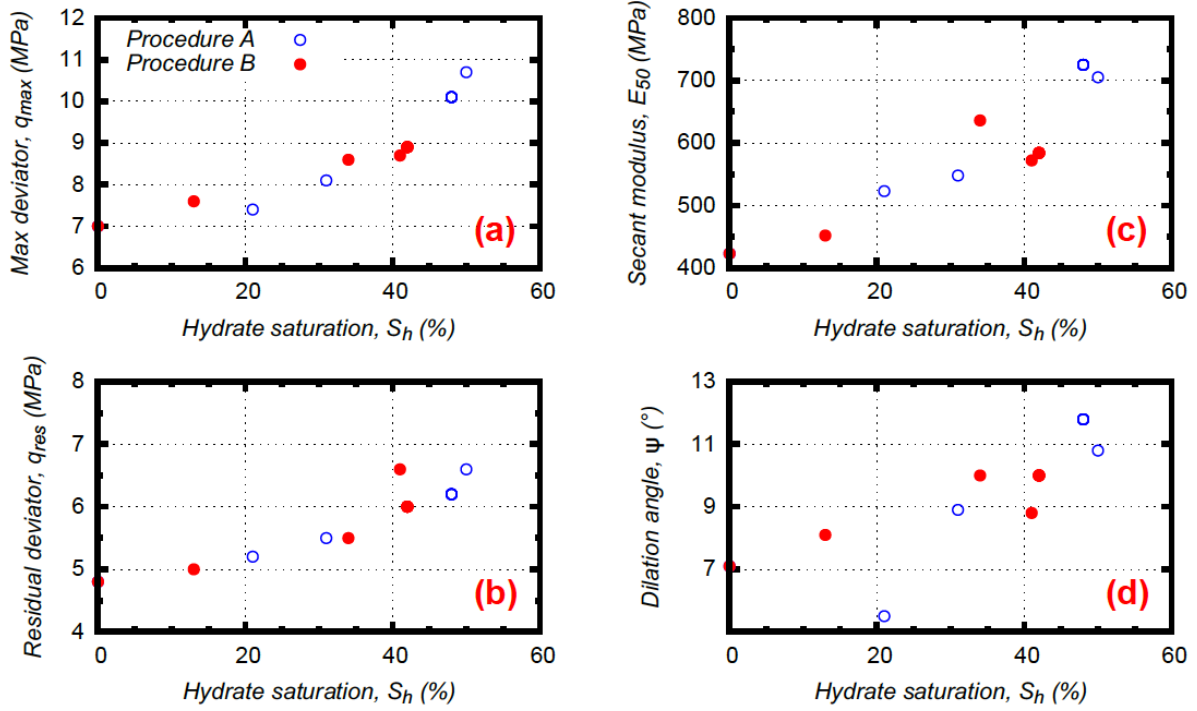 Max deviator, qmax (MPa)
12
11
10
9
8
7
6
Procedure A
Procedure B
(a)
0 20 40 60
Hydrate saturation, Sh (%)
Secant modulus, E50 (MPa)
800
700
600
500
400
(c)
0 20 40 60
Hydrate saturation, Sh (%)
Residual deviator, qres (MPa)
8
7
6
5
4
(b)
0 20 40 60
Hydrate saturation, Sh (%)
Dilation angle, Ψ (°)
13
11
9
7
(d)
0 20 40 60
Hydrate saturation, Sh (%)